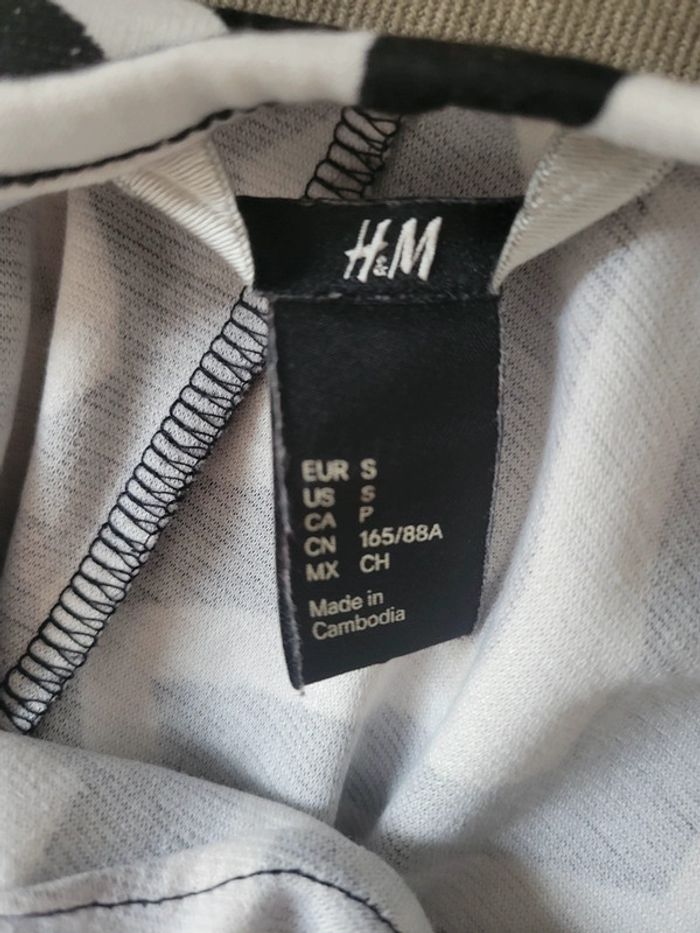 H&M
EUR S
US S
CA P
CN 165/88A
MX CH
Made in
Cambodia